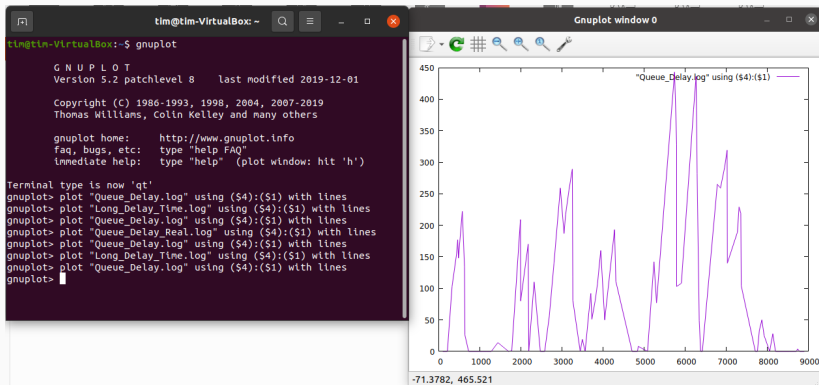 tim@tim-VirtualBox: ~
tim@tim-VirtualBox:~$ gnuplot
G N U P L O T
Version 5.2 patchlevel 8    last modified 2019-12-01
Copyright (C) 1986-1993, 1998, 2004, 2007-2019
Thomas Williams, Colin Kelley and many others
gnuplot home:     http://www.gnuplot.info
faq, bugs, etc:   type "help FAQ"
immediate help:   type "help"  (plot window: hit 'h')
Terminal type is now 'qt'
gnuplot> plot "Queue_Delay.log" using ($4):($1) with lines
gnuplot> plot "Long_Delay_Time.log" using ($4):($1) with lines
gnuplot> plot "Queue_Delay.log" using ($4):($1) with lines
gnuplot> plot "Queue_Delay_Real.log" using ($4):($1) with lines
gnuplot> plot "Queue_Delay.log" using ($4):($1) with lines
gnuplot> plot "Long_Delay_Time.log" using ($4):($1) with lines
gnuplot> plot "Queue_Delay.log" using ($4):($1) with lines
gnuplot>
Gnuplot window 0
"Queue_Delay.log" using ($4):($1)
450
400
350
300
250
200
150
100
50
0
0 1000 2000 3000 4000 5000 6000 7000 8000 9000
-71.3782, 465.521